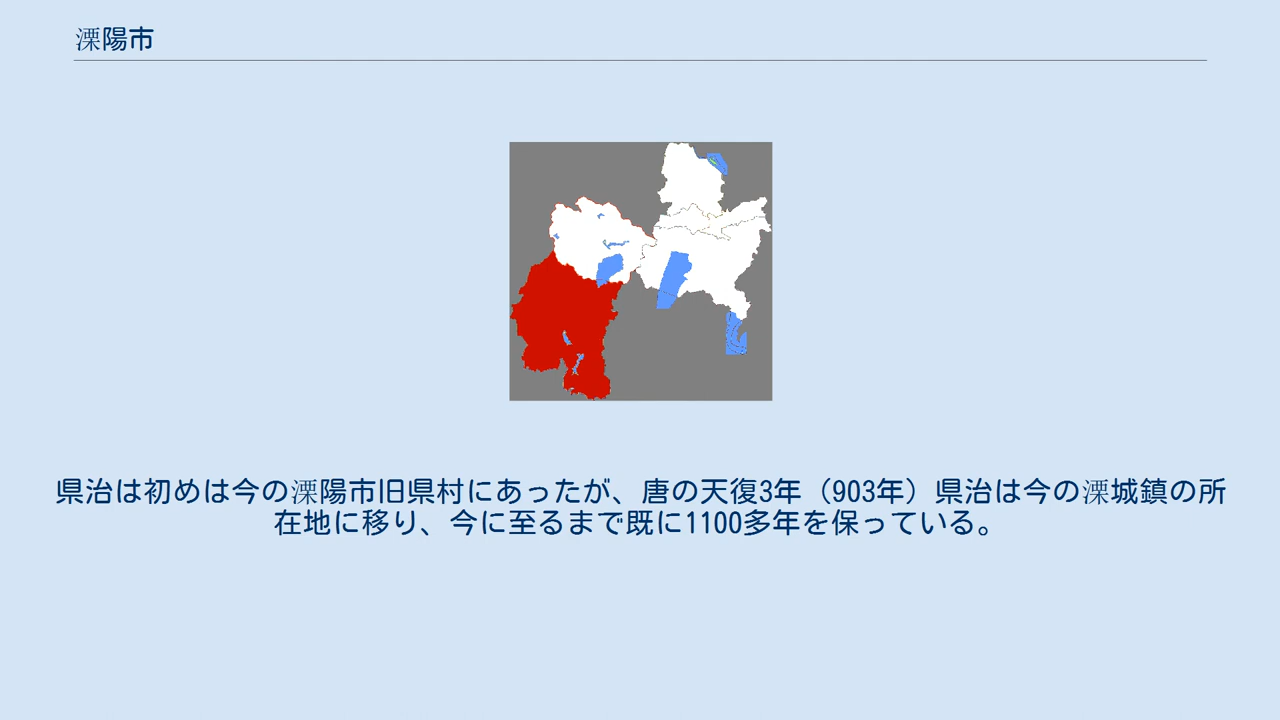 溧陽市
県治は初めは今の溧陽市旧県村にあったが、唐の天復3年（903年）県治は今の溧城鎮の所
在地に移り、今に至るまで既に1100多年を保っている。